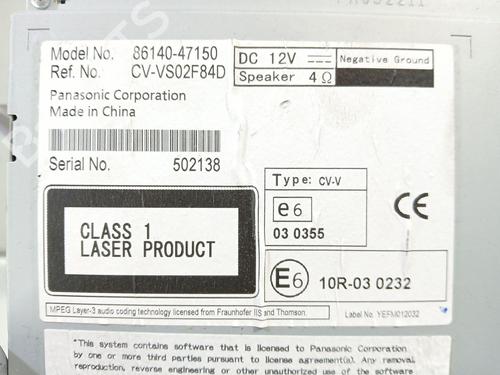 Model No. 86140-47150
Ref. No. CV-VS02F84D
Panasonic Corporation
Made in China
Serial No. 502138
DC 12V
Negative Ground
Speaker 4Ω
Type: CV-V
e6
03 0355
CE
CLASS 1
LASER PRODUCT
E6 10R-03 0232
MPEG Layer-3 audio coding technology licensed from Fraunhofer IIS and Thomson.
Label No. YEFM012032
"This system contains software that is licensed to Panasonic Corporation
by one or more third parties pursuant to license agreement(s). Any removal,
reproduction, reverse engineering or other unauthorized use of the software